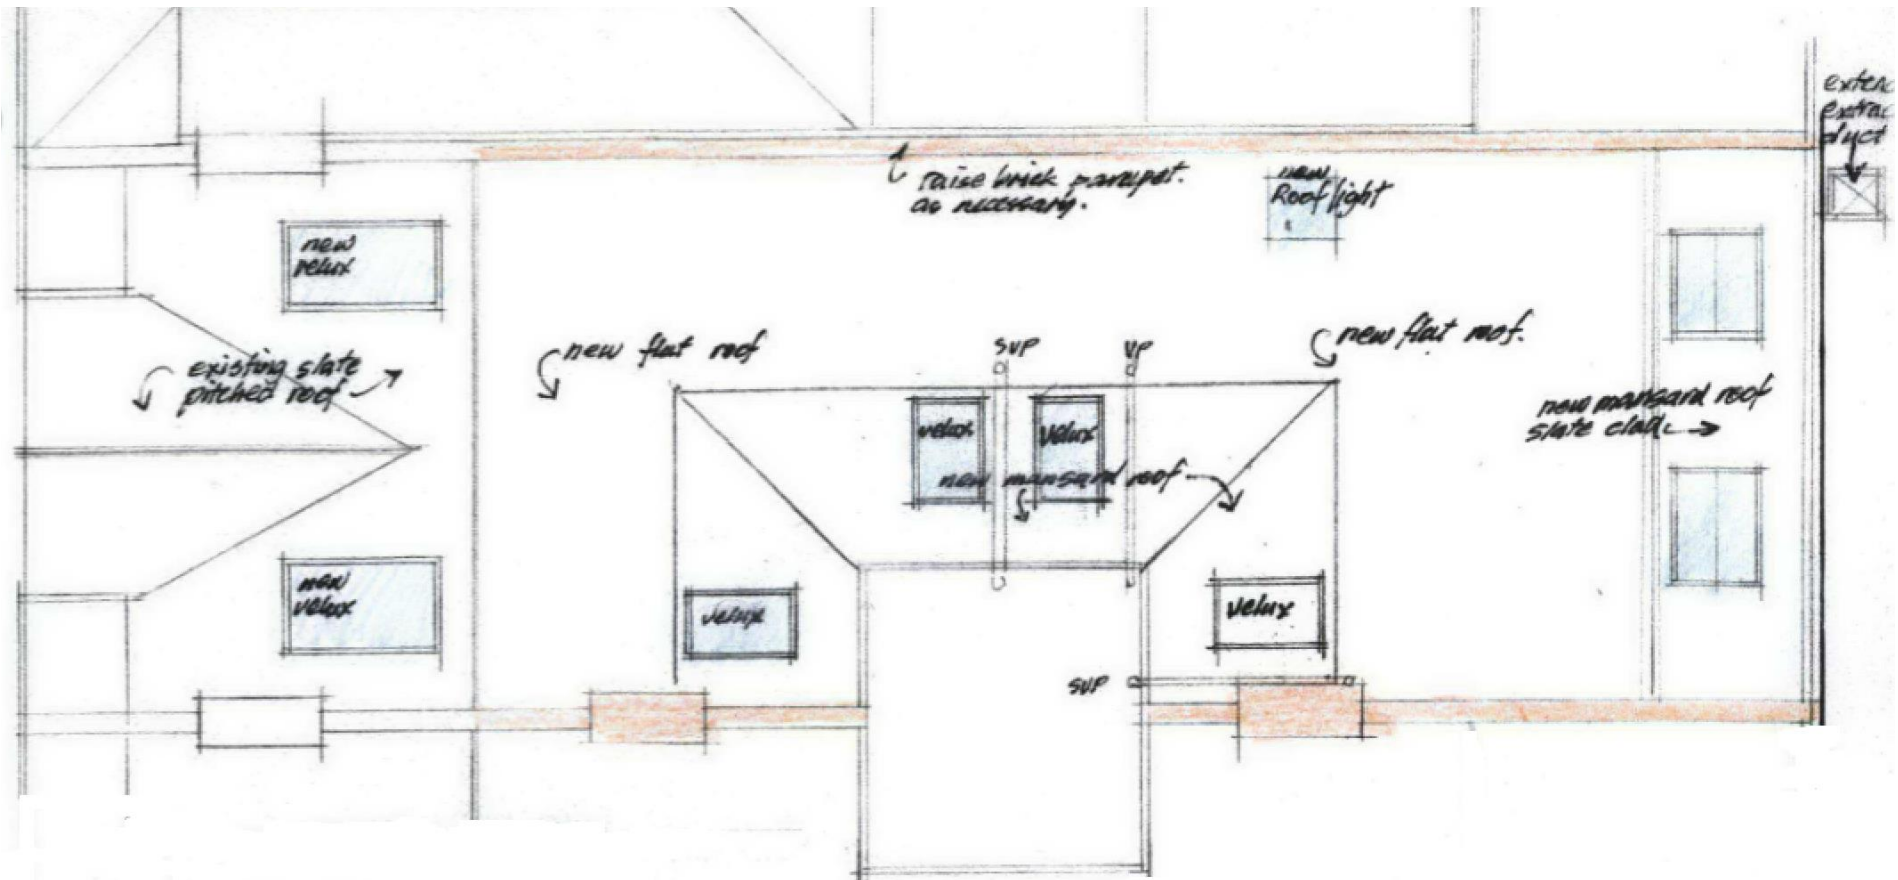 exten
extrac
duct
raise brick parapet.
as necessary.
new
Roof light
new
velux
existing slate
pitched roof
new flat roof
SVP
VP
new flat roof.
new mansard roof
slate clad.
velux
velux
new mansard roof
new
velux
velux
velux
SVP